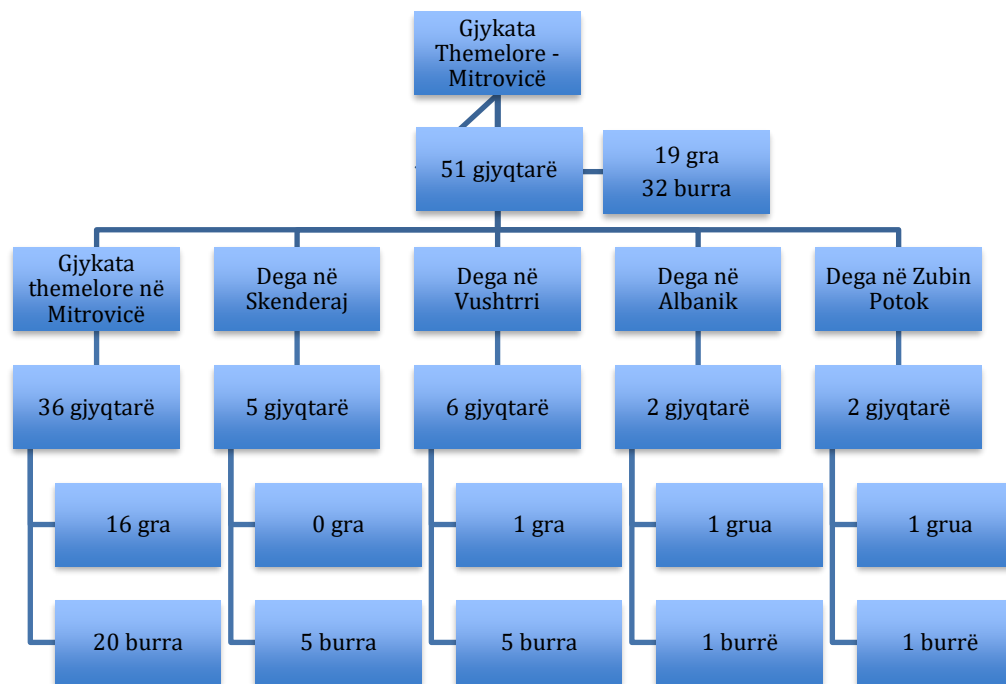 Gjykata
Themelore -
Mitrovicë
51 gjyqtarë
19 gra
32 burra
Gjykata
themelore në
Mitrovicë
Dega në
Skenderaj
Dega në
Vushtrri
Dega në
Albanik
Dega në Zubin
Potok
36 gjyqtarë
5 gjyqtarë
6 gjyqtarë
2 gjyqtarë
2 gjyqtarë
16 gra
0 gra
1 gra
1 grua
1 grua
20 burra
5 burra
5 burra
1 burrë
1 burrë